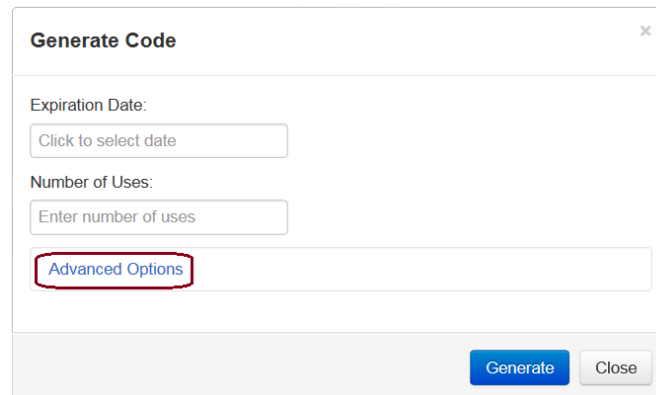 Generate Code
×
Expiration Date:
Click to select date
Number of Uses:
Enter number of uses
Advanced Options
Generate Close